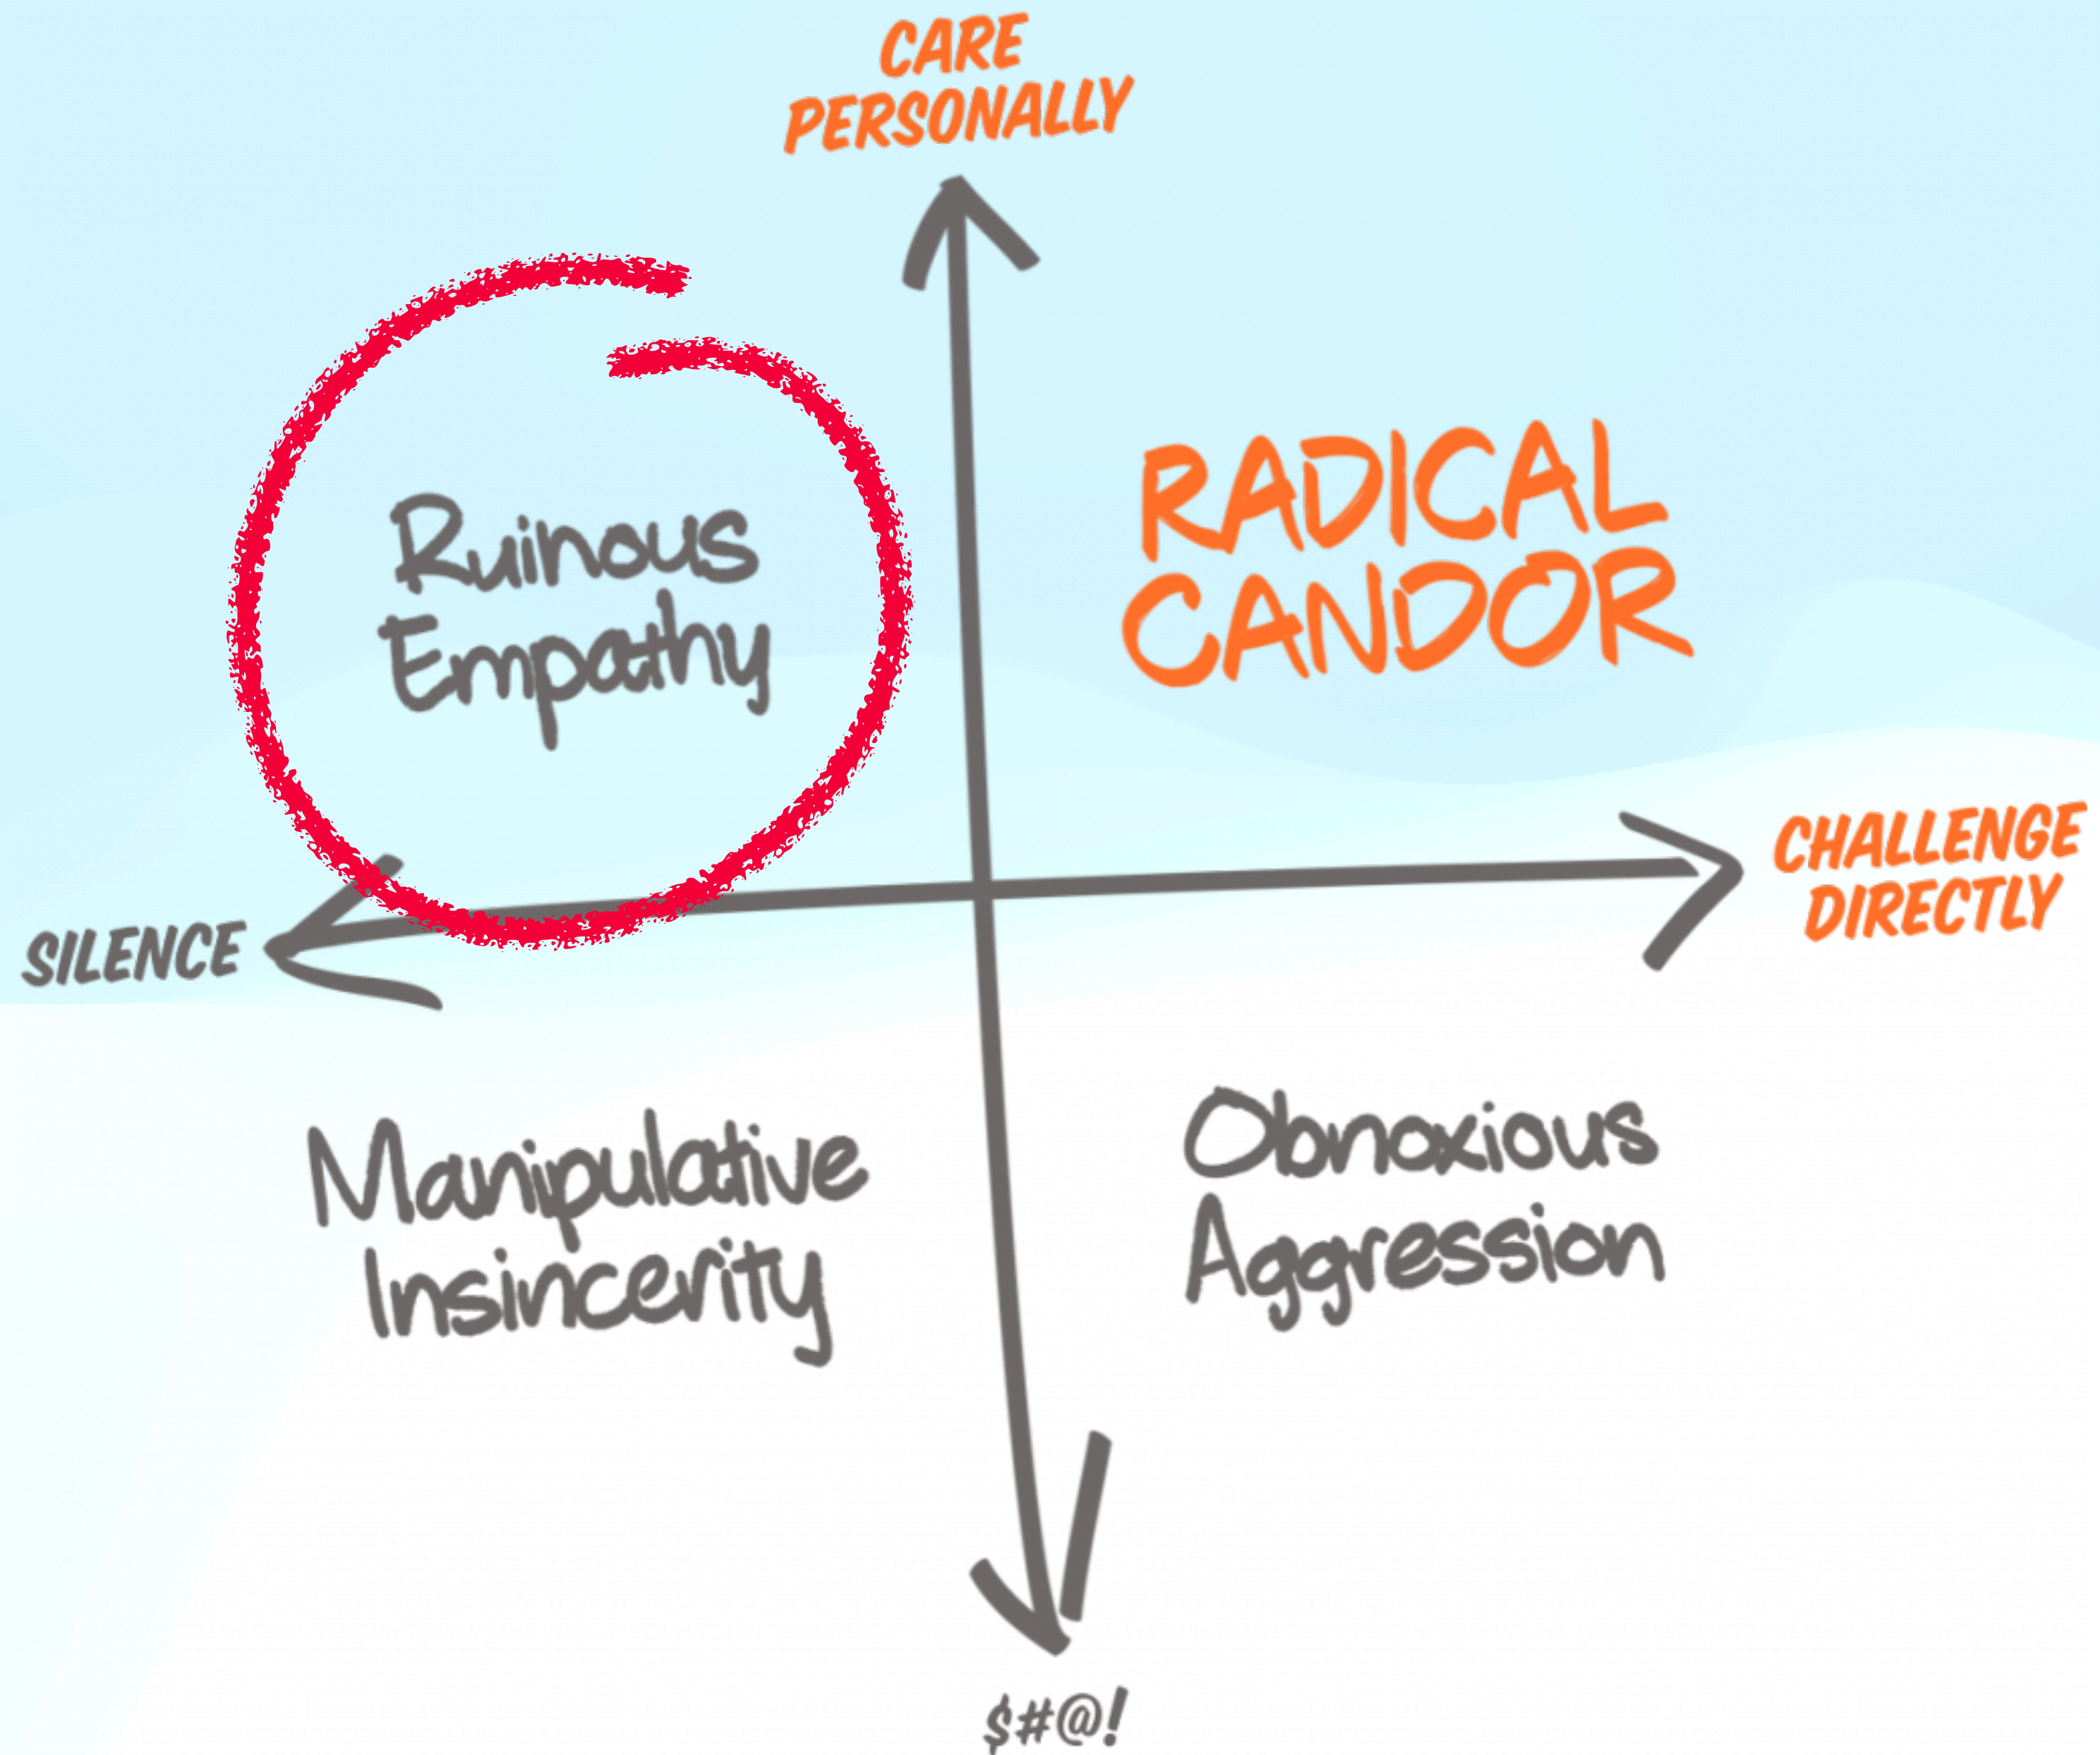 CARE
PERSONALLY
Ruinous
Empathy
RADICAL
CANDOR
SILENCE
CHALLENGE
DIRECTLY
Manipulative
Insincerity
Obnoxious
Aggression
$#@!